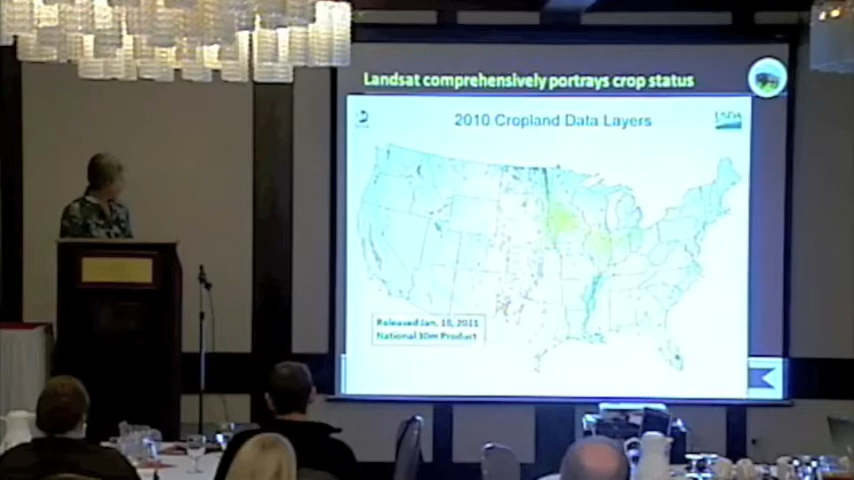 Landsat comprehensively portrays crop status
2010 Cropland Data Layers
USDA
Released Jan. 10, 2011
National 30m Product